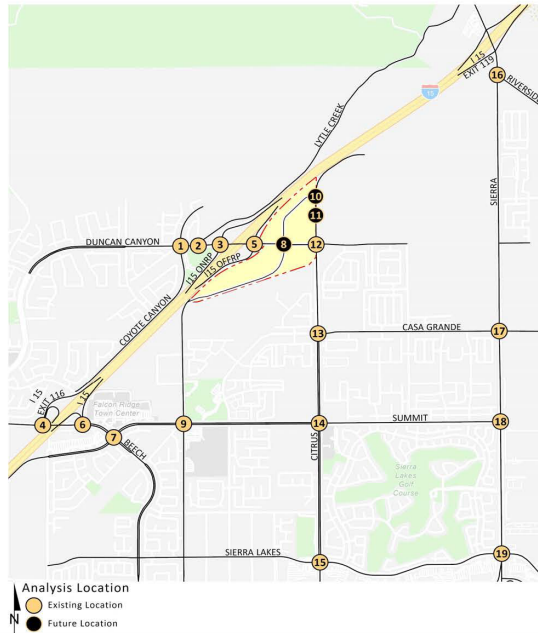 I 15
EXIT 119
16
RIVERSIDE
15
LYTLE CREEK
SIERRA
10
11
DUNCAN CANYON
1
2
3
5
8
12
I15 ONRP
I15 OFFRP
COYOTE CANYON
13
CASA GRANDE
17
I 15
EXIT 116
I 15
Falcon Ridge
Town Center
4
6
7
BEECH
9
14
SUMMIT
18
CITRUS
Sierra
Lakes
Golf
Course
SIERRA LAKES
15
19
Analysis Location
Existing Location
Future Location
N